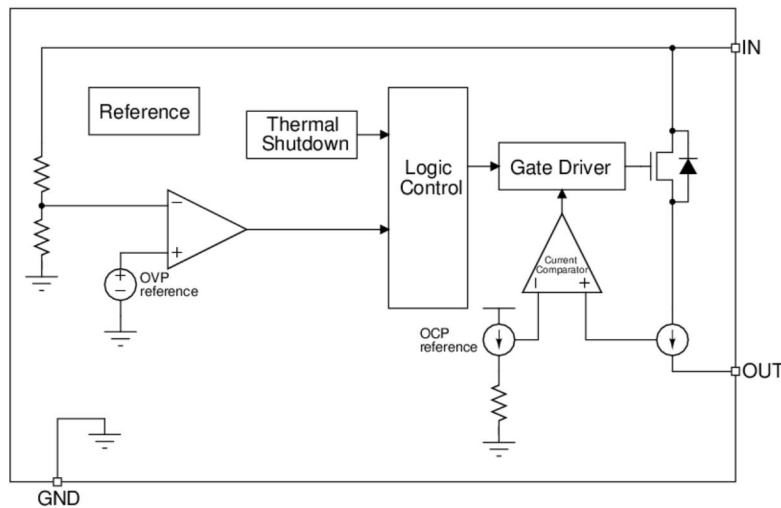 IN
Reference
Thermal
Shutdown
Logic
Control
Gate Driver
−
+
+
−
OVP
reference
Current
Comparator
−
+
OCP
reference
OUT
GND